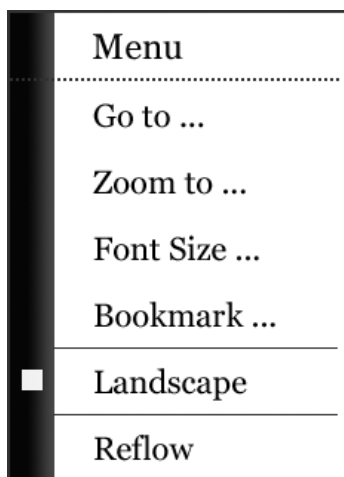 Menu
Go to ...
Zoom to ...
Font Size ...
Bookmark ...
Landscape
Reflow